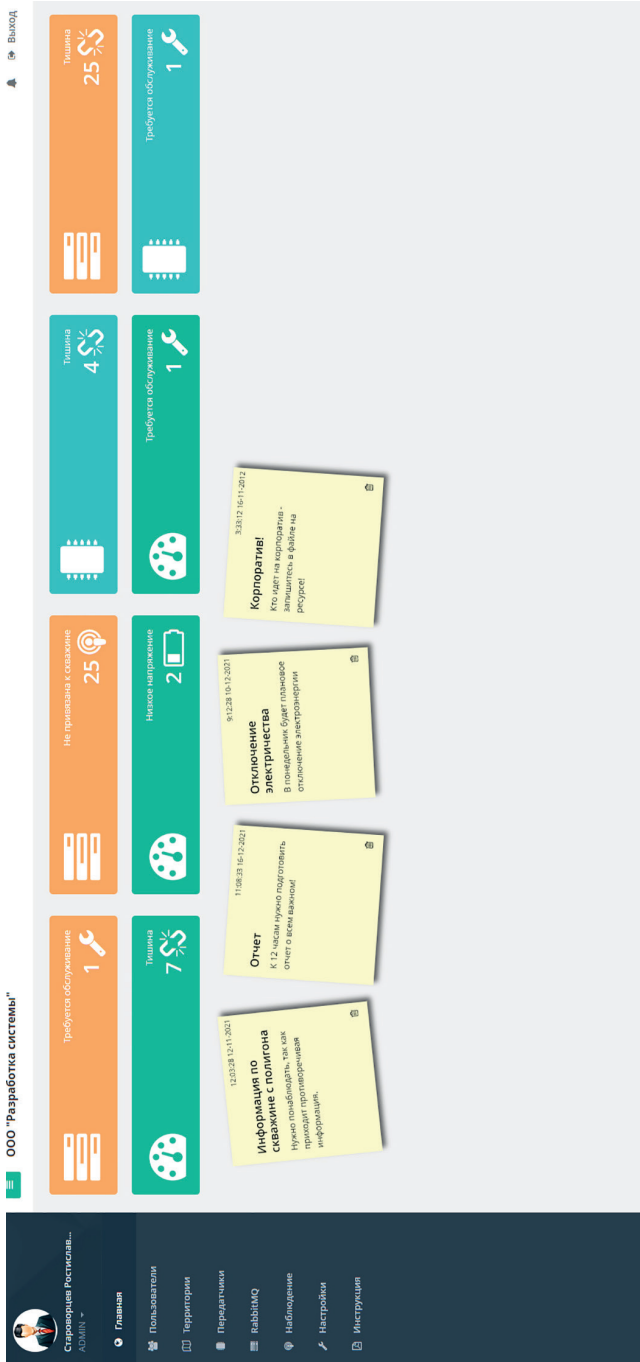 ООО "Разработка системы"
Выход
Староворцев Ростислав...
ADMIN
Главная
Пользователи
Территории
Передатчики
RabbitMQ
Наблюдение
Настройки
Инструкция
Требуется обслуживание
1
Не привязана к скважине
25
Тишина
4
Тишина
25
Тишина
7
Низкое напряжение
2
Требуется обслуживание
1
Требуется обслуживание
1
12:03:28 12-11-2021
Информация по
скважине с полигона
Нужно понаблюдать, так как
приходит противоречивая
информация.
11:08:33 16-12-2021
Отчет
К 12 часам нужно подготовить
отчет о всем важном!
9:12:28 10-12-2021
Отключение
электричества
В понедельник будет плановое
отключение электроэнергии
3:33:12 16-11-2012
Корпоратив!
Кто идет на корпоратив -
запишитесь в файле на
ресурсе!